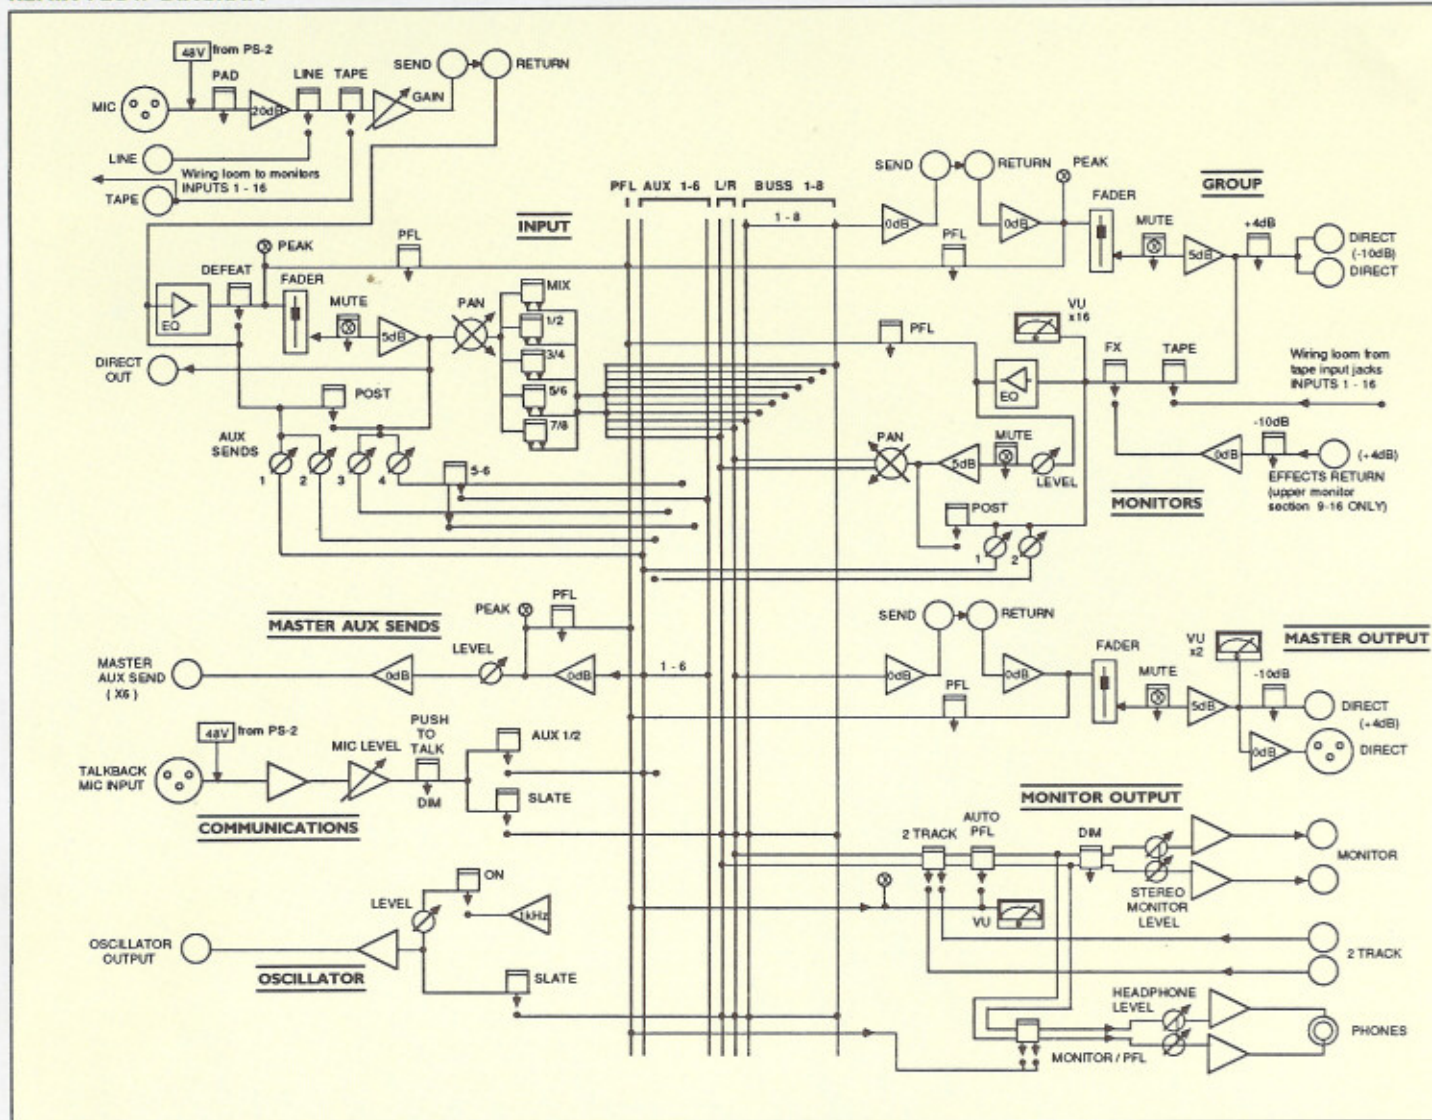 48V from PS-2
PAD
LINE
TAPE
GAIN
SEND
RETURN
MIC
20dB
LINE
Wiring loom to monitors
INPUTS 1 - 16
TAPE
PFL AUX 1-6 L/R BUSS 1-8
1 - 8
INPUT
PEAK
PFL
DEFEAT
FADER
MUTE
PAN
EQ
5dB
MIX
1/2
3/4
5/6
7/8
DIRECT
OUT
POST
AUX
SENDS
1
2
3
4
5-6
SEND
RETURN
PEAK
GROUP
FADER
MUTE
+4dB
0dB
0dB
PFL
5dB
DIRECT
(-10dB)
DIRECT
VU
x16
PFL
FX
TAPE
Wiring loom from
tape input jacks
INPUTS 1 - 16
EQ
PAN
MUTE
5dB
LEVEL
-10dB
0dB
(+4dB)
EFFECTS RETURN
(upper monitor
section 9-16 ONLY)
MONITORS
POST
1
2
MASTER AUX SENDS
PEAK
PFL
LEVEL
MASTER
AUX SEND
( X6 )
0dB
0dB
1 - 6
SEND
RETURN
FADER
VU
x2
MASTER OUTPUT
MUTE
-10dB
0dB
0dB
PFL
5dB
DIRECT
(+4dB)
0dB
DIRECT
48V from PS-2
MIC LEVEL
PUSH
TO
TALK
AUX 1/2
TALKBACK
MIC INPUT
DIM
SLATE
COMMUNICATIONS
MONITOR OUTPUT
2 TRACK
AUTO
PFL
DIM
MONITOR
STEREO
MONITOR
LEVEL
VU
2 TRACK
ON
LEVEL
1kHz
OSCILLATOR
OUTPUT
OSCILLATOR
SLATE
HEADPHONE
LEVEL
PHONES
MONITOR / PFL